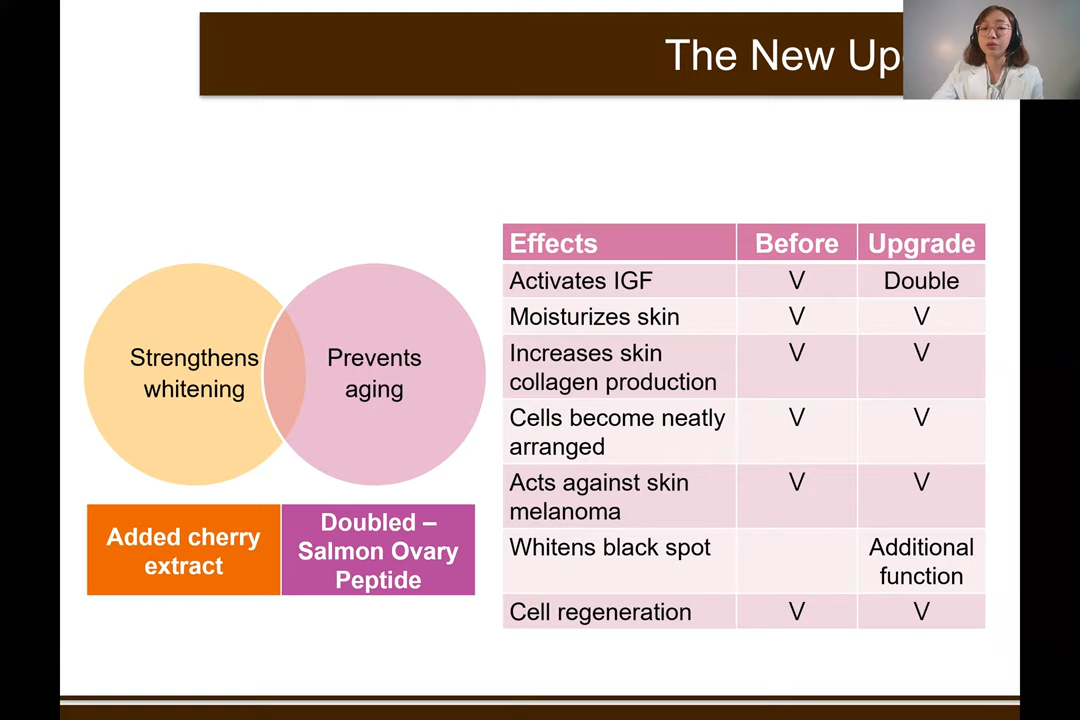 The New Up
Strengthens
whitening
Prevents
aging
Added cherry
extract
Doubled –
Salmon Ovary
Peptide
Effects Before Upgrade
Activates IGF V Double
Moisturizes skin V V
Increases skin V V
collagen production
Cells become neatly V V
arranged
Acts against skin V V
melanoma
Whitens black spot Additional
function
Cell regeneration V V